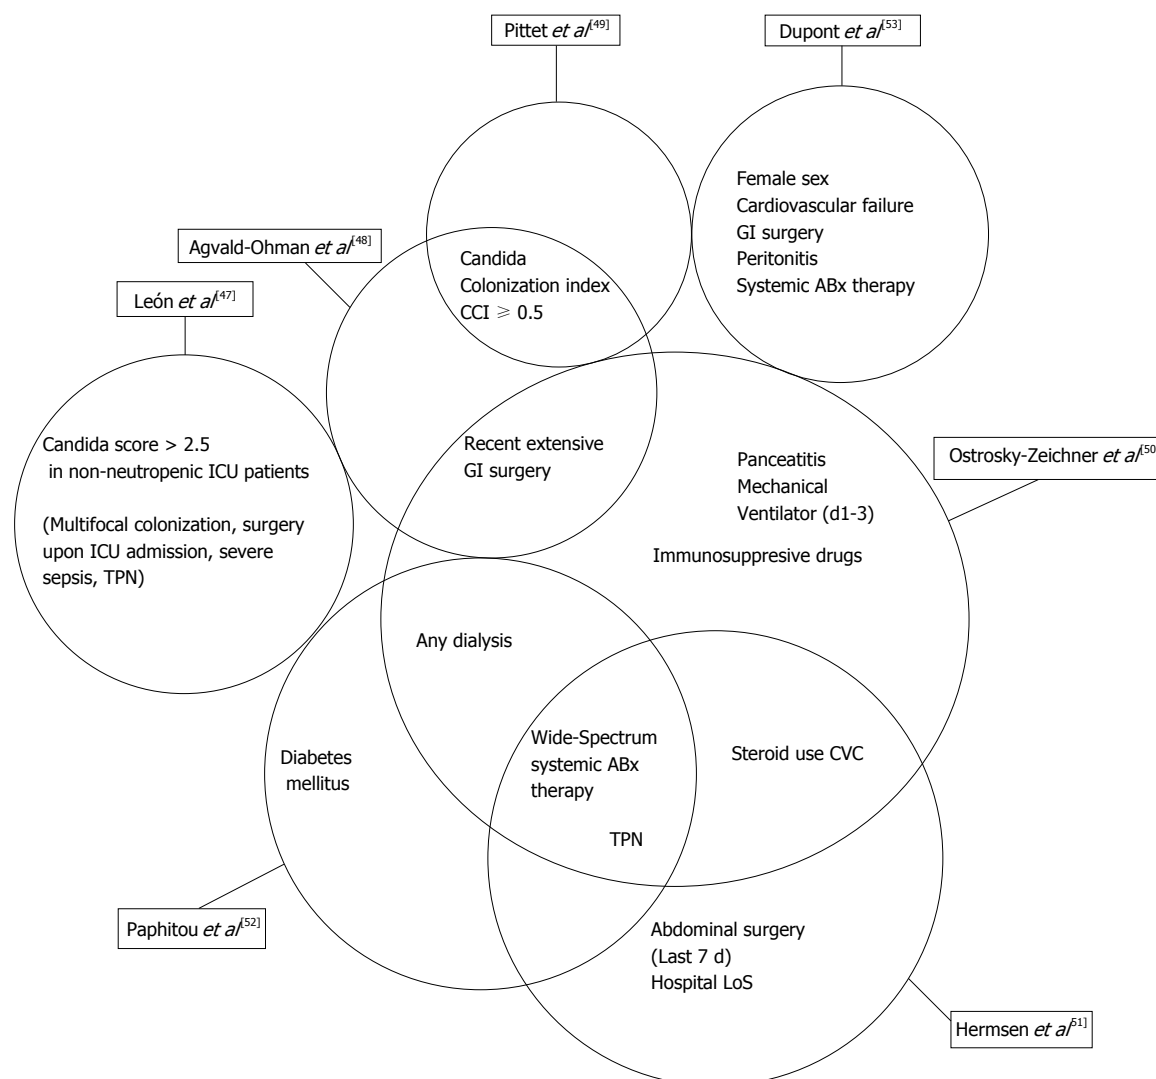 Pittet et al[49]
Dupont et al[53]
Female sex
Cardiovascular failure
GI surgery
Peritonitis
Systemic ABx therapy
Agvald-Ohman et al[48]
Candida
Colonization index
CCI ≥ 0.5
León et al[47]
Candida score > 2.5
in non-neutropenic ICU patients
(Multifocal colonization, surgery
upon ICU admission, severe
sepsis, TPN)
Recent extensive
GI surgery
Panceatitis
Mechanical
Ventilator (d1-3)
Immunosuppresive drugs
Ostrosky-Zeichner et al[50
Any dialysis
Diabetes
mellitus
Wide-Spectrum
systemic ABx
therapy
TPN
Steroid use CVC
Paphitou et al[52]
Abdominal surgery
(Last 7 d)
Hospital LoS
Hermsen et al51]